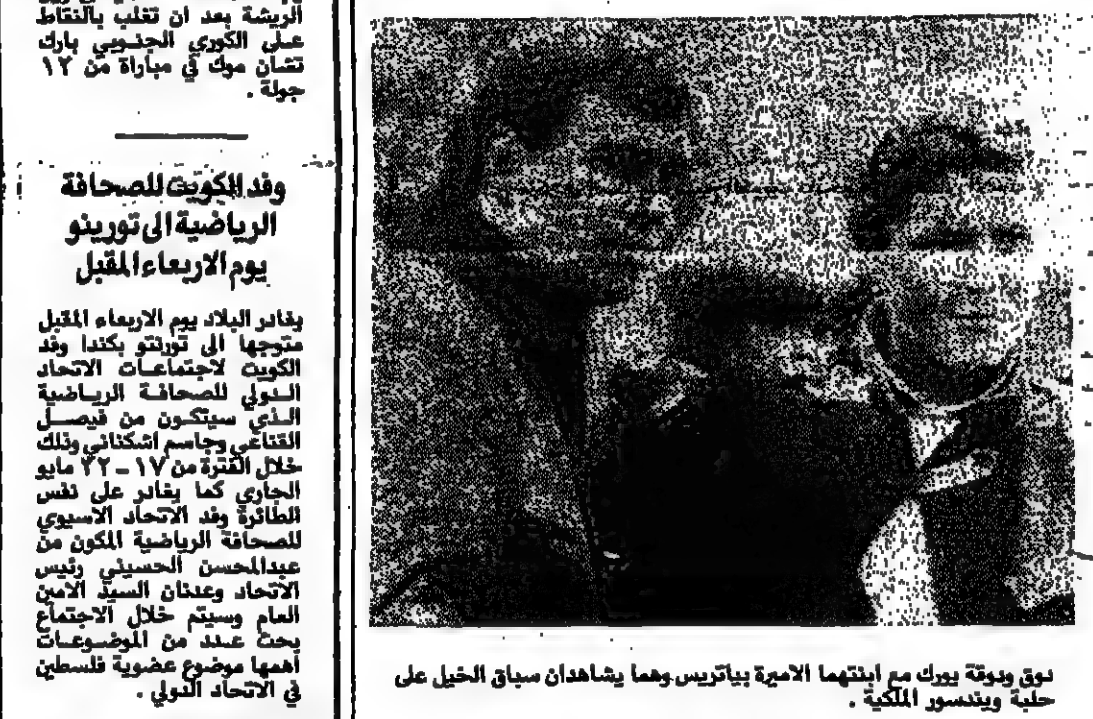 الريشة بعد ان تغلب بالنقاط
على الكوري الجنوبي بارك
تشان موك في مباراة من ١٢
جولة .
وفد الكويت للصحافة
الرياضية الى تورينو
يوم الاربعاء المقبل
يغادر البلاد يوم الاربعاء المقبل
متوجها الى تورنتو بكندا وفد
الكويت لاجتماعات الاتحاد
الدولي للصحافة الرياضية
الذي سيتكون من فيصل
القناعي وجاسم اشكناني وذلك
خلال الفترة من ١٧ - ٢٢ مايو
الجاري كما يغادر على نفس
الطائرة وفد الاتحاد الاسيوي
للصحافة الرياضية المكون من
عبدالمحسن الحسيني رئيس
الاتحاد وعدنان السيد الامين
العام وسيتم خلال الاجتماع
بحث عدد من الموضوعات
اهمها موضوع عضوية فلسطين
في الاتحاد الدولي .
دوق ودوقة يورك مع ابنتهما الاميرة بياتريس وهما يشاهدان سباق الخيل على
حلبة ويندسور الملكية .